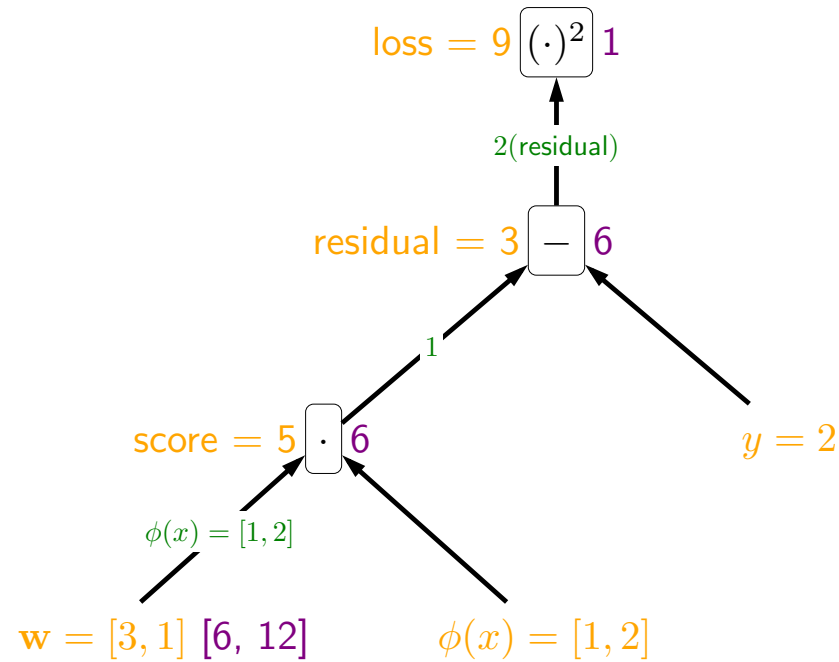 loss = 9 (·)² 1
2(residual)
residual = 3 − 6
1
score = 5 · 6
y = 2
ϕ(x) = [1, 2]
w = [3, 1] [6, 12]
ϕ(x) = [1, 2]